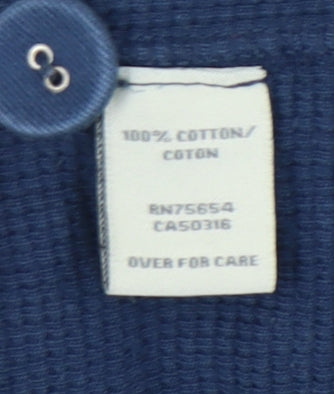 100% COTTON/
COTON
RN75654
CA50316
OVER FOR CARE